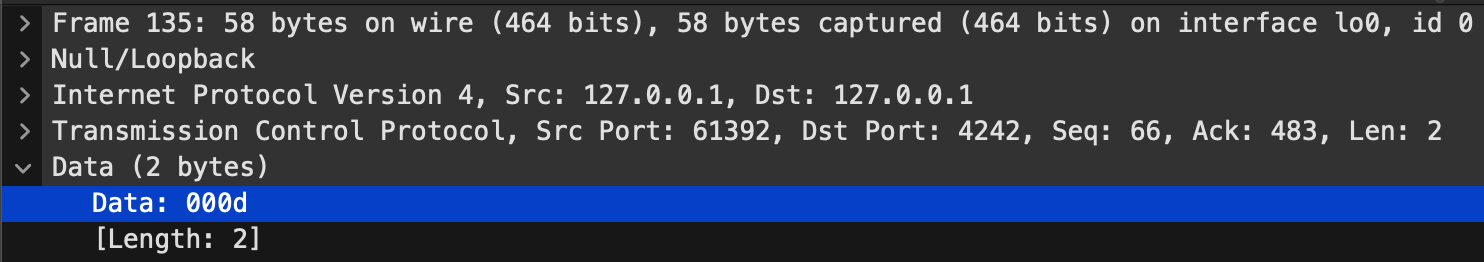 Frame 135: 58 bytes on wire (464 bits), 58 bytes captured (464 bits) on interface lo0, id 0
Null/Loopback
Internet Protocol Version 4, Src: 127.0.0.1, Dst: 127.0.0.1
Transmission Control Protocol, Src Port: 61392, Dst Port: 4242, Seq: 66, Ack: 483, Len: 2
Data (2 bytes)
Data: 000d
[Length: 2]